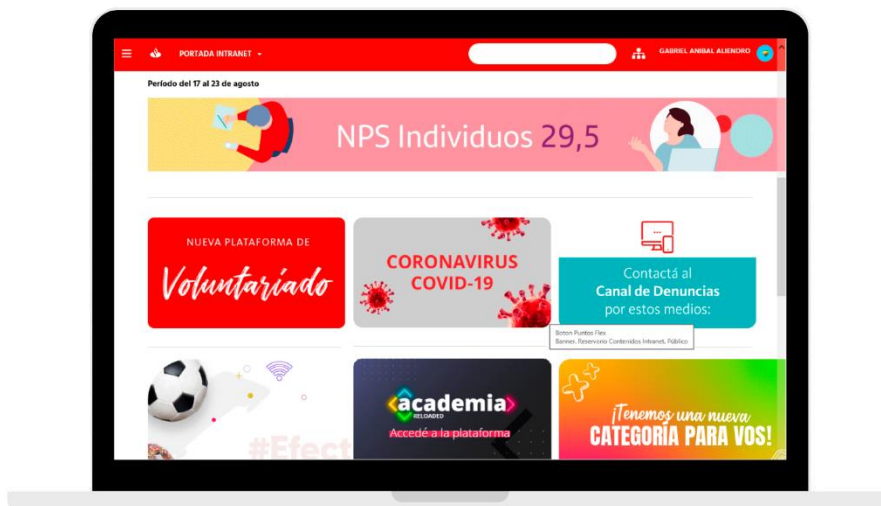 PORTADA INTRANET
GABRIEL ANIBAL ALIENDRO
Período del 17 al 23 de agosto
NPS Individuos 29,5
NUEVA PLATAFORMA DE
Voluntariado
CORONAVIRUS
COVID-19
Contactá al
Canal de Denuncias
por estos medios:
Boton Puntos Flex
Banner, Reservorio Contenidos Intranet, Público
#Efect
academia
RELOADED
Accedé a la plataforma
¡Tenemos una nueva
CATEGORÍA PARA VOS!